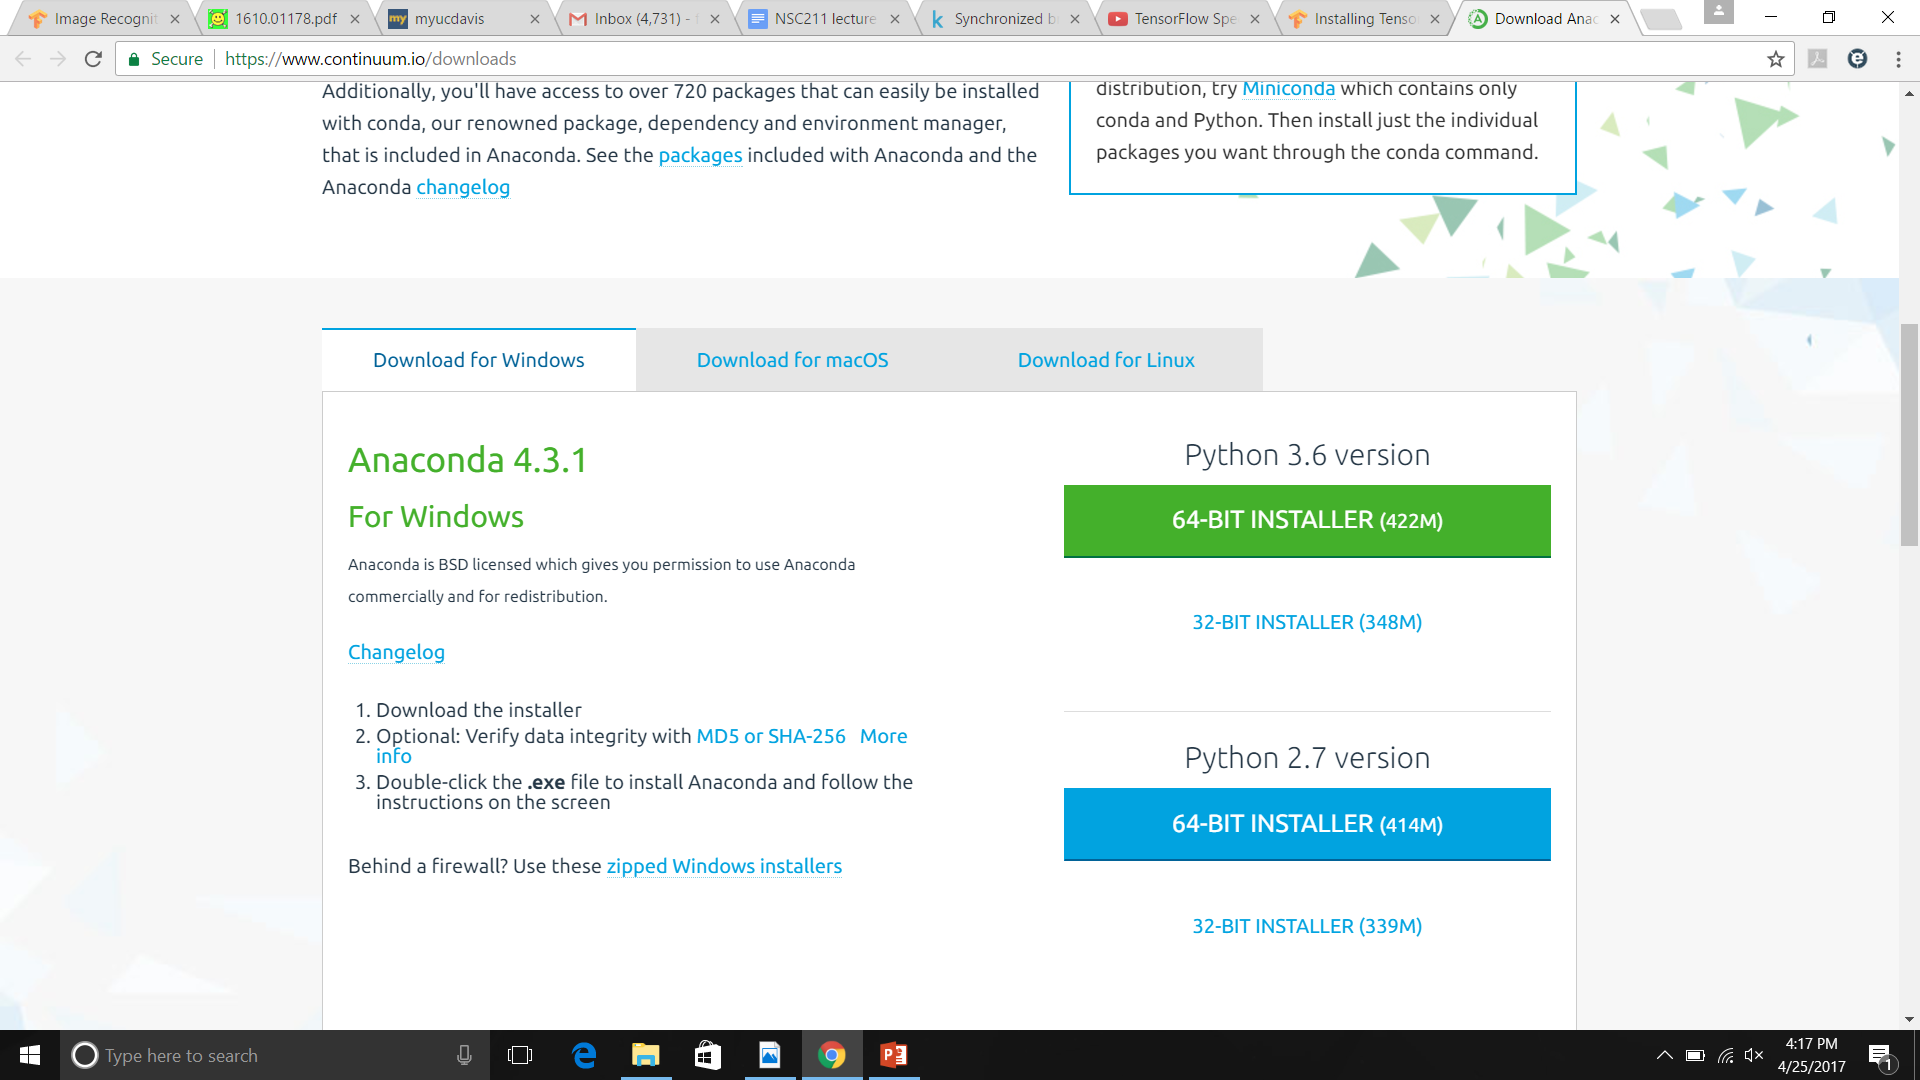 Image Recognit
1610.01178.pdf
myucdavis
Inbox (4,731) - t
NSC211 lecture
Synchronized b
TensorFlow Spe
Installing Tenso
Download Anac
Secure
https://www.continuum.io/downloads
Additionally, you'll have access to over 720 packages that can easily be installed
with conda, our renowned package, dependency and environment manager,
that is included in Anaconda. See the packages included with Anaconda and the
Anaconda changelog
distribution, try Miniconda which contains only
conda and Python. Then install just the individual
packages you want through the conda command.
Download for Windows
Download for macOS
Download for Linux
Anaconda 4.3.1
For Windows
Anaconda is BSD licensed which gives you permission to use Anaconda
commercially and for redistribution.
Changelog
1. Download the installer
2. Optional: Verify data integrity with MD5 or SHA-256 More
info
3. Double-click the .exe file to install Anaconda and follow the
instructions on the screen
Behind a firewall? Use these zipped Windows installers
Python 3.6 version
64-BIT INSTALLER (422M)
32-BIT INSTALLER (348M)
Python 2.7 version
64-BIT INSTALLER (414M)
32-BIT INSTALLER (339M)
Type here to search
4:17 PM
4/25/2017
1